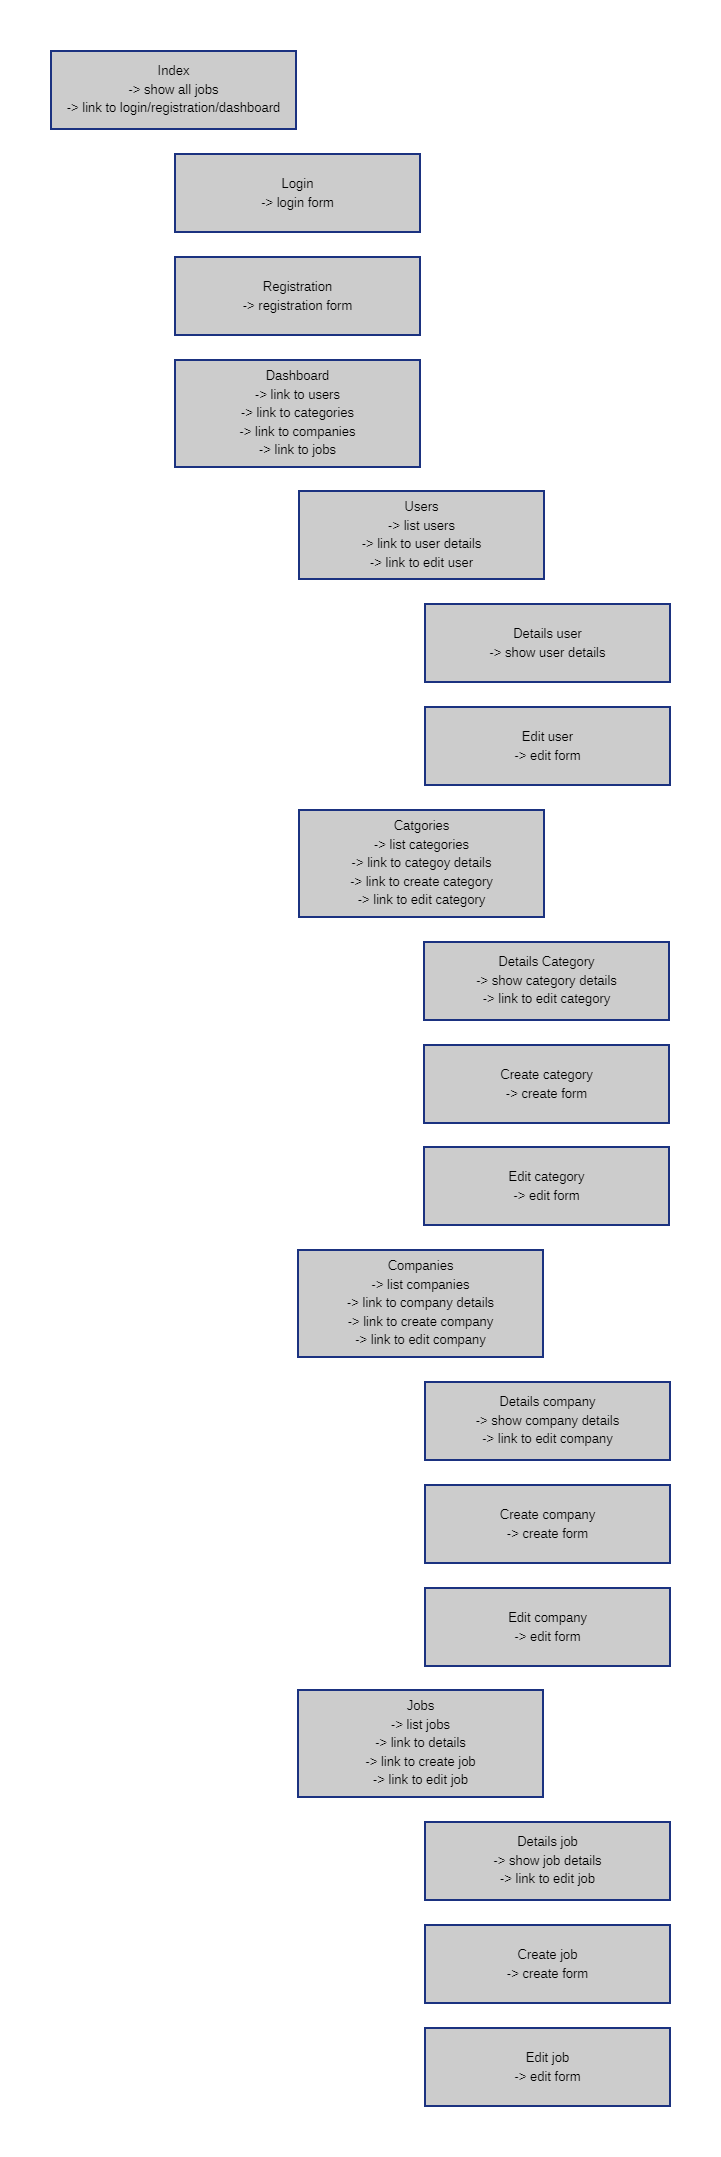 Index
-> show all jobs
-> link to login/registration/dashboard
Login
-> login form
Registration
-> registration form
Dashboard
-> link to users
-> link to categories
-> link to companies
-> link to jobs
Users
-> list users
-> link to user details
-> link to edit user
Details user
-> show user details
Edit user
-> edit form
Catgories
-> list categories
-> link to categoy details
-> link to create category
-> link to edit category
Details Category
-> show category details
-> link to edit category
Create category
-> create form
Edit category
-> edit form
Companies
-> list companies
-> link to company details
-> link to create company
-> link to edit company
Details company
-> show company details
-> link to edit company
Create company
-> create form
Edit company
-> edit form
Jobs
-> list jobs
-> link to details
-> link to create job
-> link to edit job
Details job
-> show job details
-> link to edit job
Create job
-> create form
Edit job
-> edit form